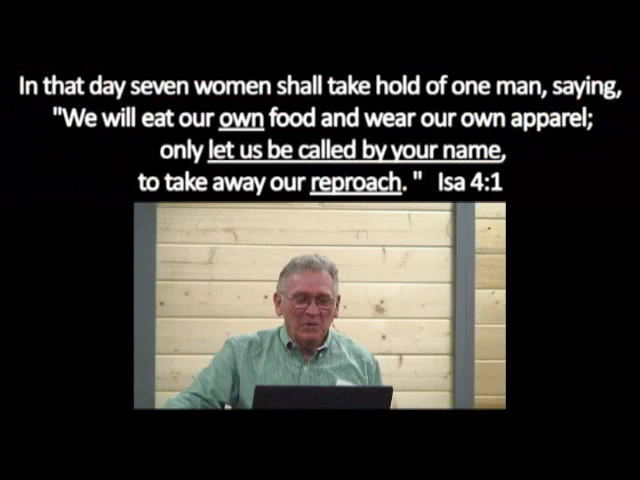 In that day seven women shall take hold of one man, saying,
"We will eat our own food and wear our own apparel;
only let us be called by your name,
to take away our reproach. "   Isa 4:1